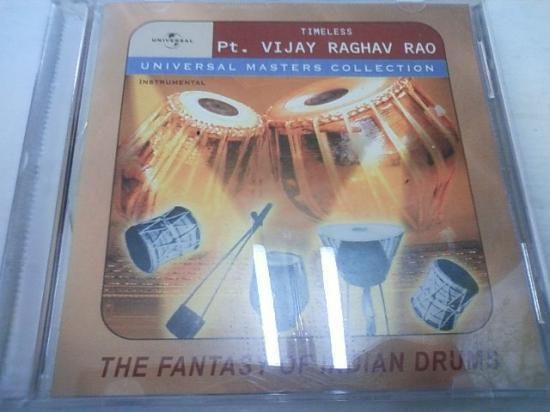 UNIVERSAL
TIMELESS
Pt. VIJAY RAGHAV RAO
UNIVERSAL MASTERS COLLECTION
INSTRUMENTAL
THE FANTASY OF INDIAN DRUMS